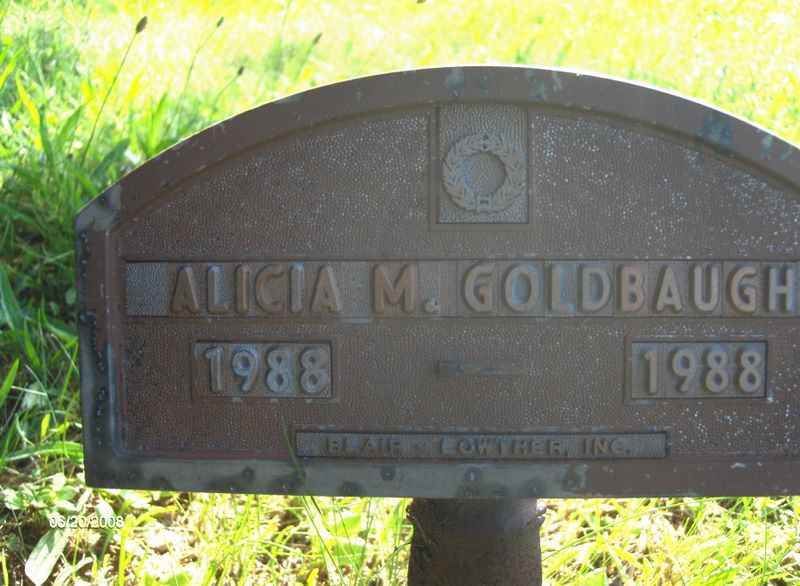 ALICIA M. GOLDBAUGH
1988 - 1988
BLAIR - LOWTHER, INC.
06/20/2008